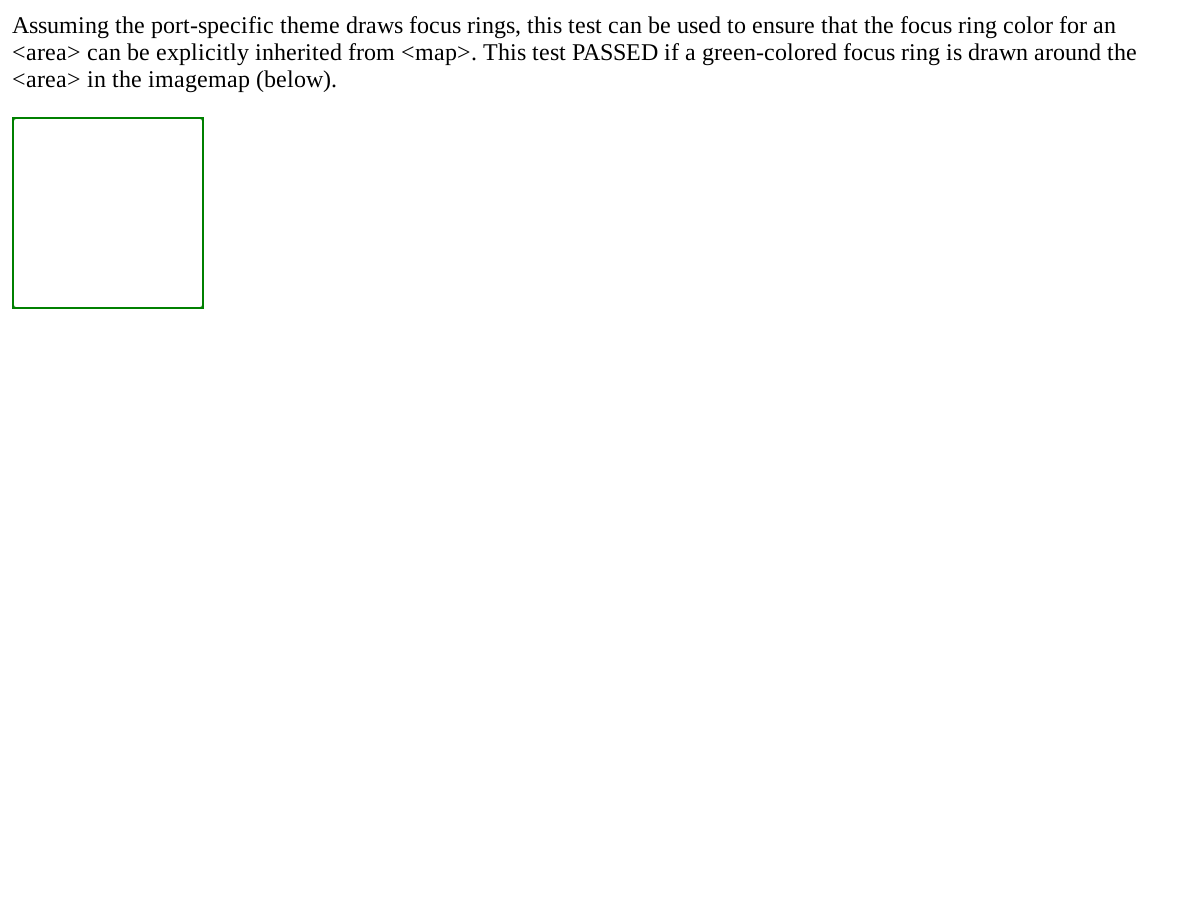 Assuming the port-specific theme draws focus rings, this test can be used to ensure that the focus ring color for an
<area> can be explicitly inherited from <map>. This test PASSED if a green-colored focus ring is drawn around the
<area> in the imagemap (below).